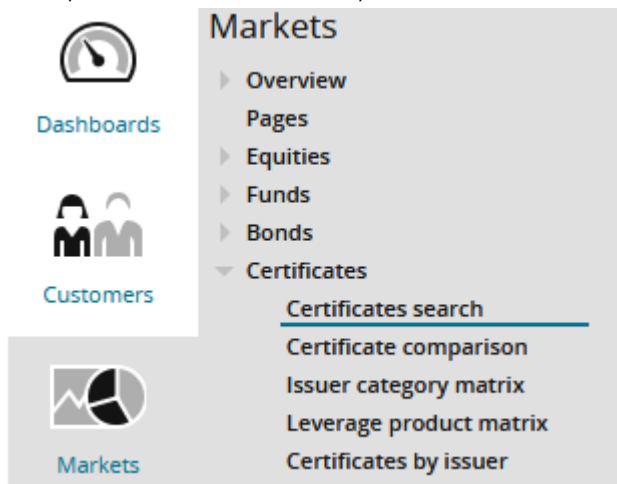 Markets
Overview
Dashboards
Pages
Equities
Funds
Bonds
Certificates
Customers
Certificates search
Certificate comparison
Issuer category matrix
Leverage product matrix
Markets
Certificates by issuer